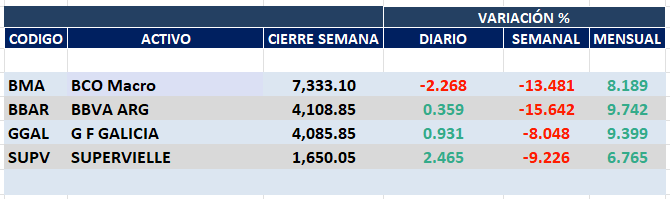 VARIACIÓN %
CODIGO ACTIVO CIERRE SEMANA DIARIO SEMANAL MENSUAL
BMA BCO Macro 7,333.10 -2.268 -13.481 8.189
BBAR BBVA ARG 4,108.85 0.359 -15.642 9.742
GGAL G F GALICIA 4,085.85 0.931 -8.048 9.399
SUPV SUPERVIELLE 1,650.05 2.465 -9.226 6.765